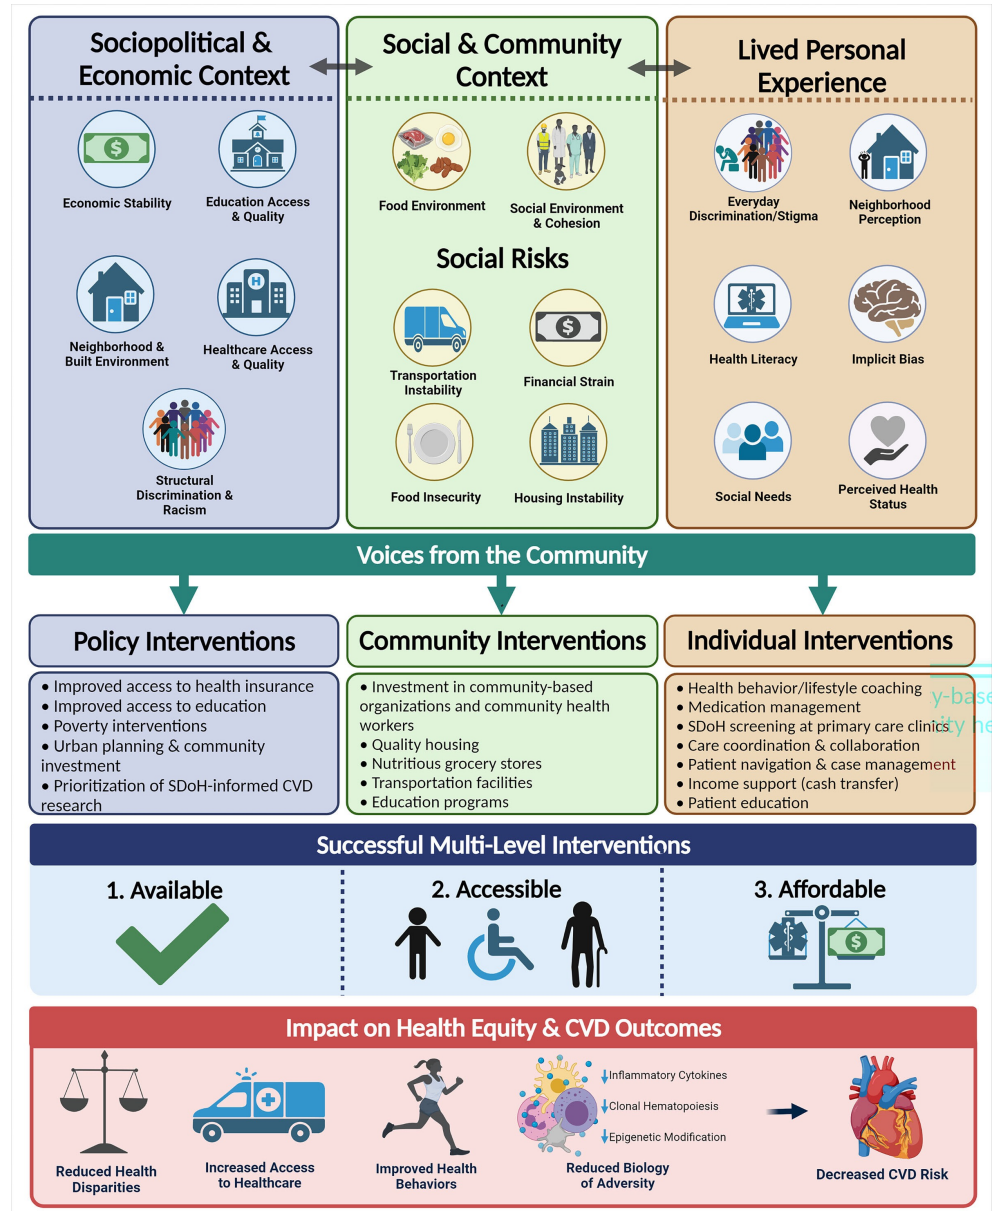 Sociopolitical &
Economic Context
Social & Community
Context
Lived Personal
Experience
Economic Stability
Education Access
& Quality
Neighborhood &
Built Environment
H
Healthcare Access
& Quality
Structural
Discrimination &
Racism
Food Environment
Social Environment
& Cohesion
Social Risks
Transportation
Instability
Financial Strain
Food Insecurity
Housing Instability
Everyday
Discrimination/Stigma
Neighborhood
Perception
Health Literacy
Implicit Bias
Social Needs
Perceived Health
Status
Voices from the Community
Policy Interventions
• Improved access to health insurance
• Improved access to education
• Poverty interventions
• Urban planning & community
investment
• Prioritization of SDoH-informed CVD
research
Community Interventions
• Investment in community-based
organizations and community health
workers
• Quality housing
• Nutritious grocery stores
• Transportation facilities
• Education programs
Individual Interventions
• Health behavior/lifestyle coaching
• Medication management
• SDoH screening at primary care clinics
• Care coordination & collaboration
• Patient navigation & case management
• Income support (cash transfer)
• Patient education
Successful Multi-Level Interventions
1. Available
2. Accessible
3. Affordable
$
Impact on Health Equity & CVD Outcomes
Reduced Health
Disparities
Increased Access
to Healthcare
Improved Health
Behaviors
Inflammatory Cytokines
Clonal Hematopoiesis
Epigenetic Modification
Reduced Biology
of Adversity
Decreased CVD Risk